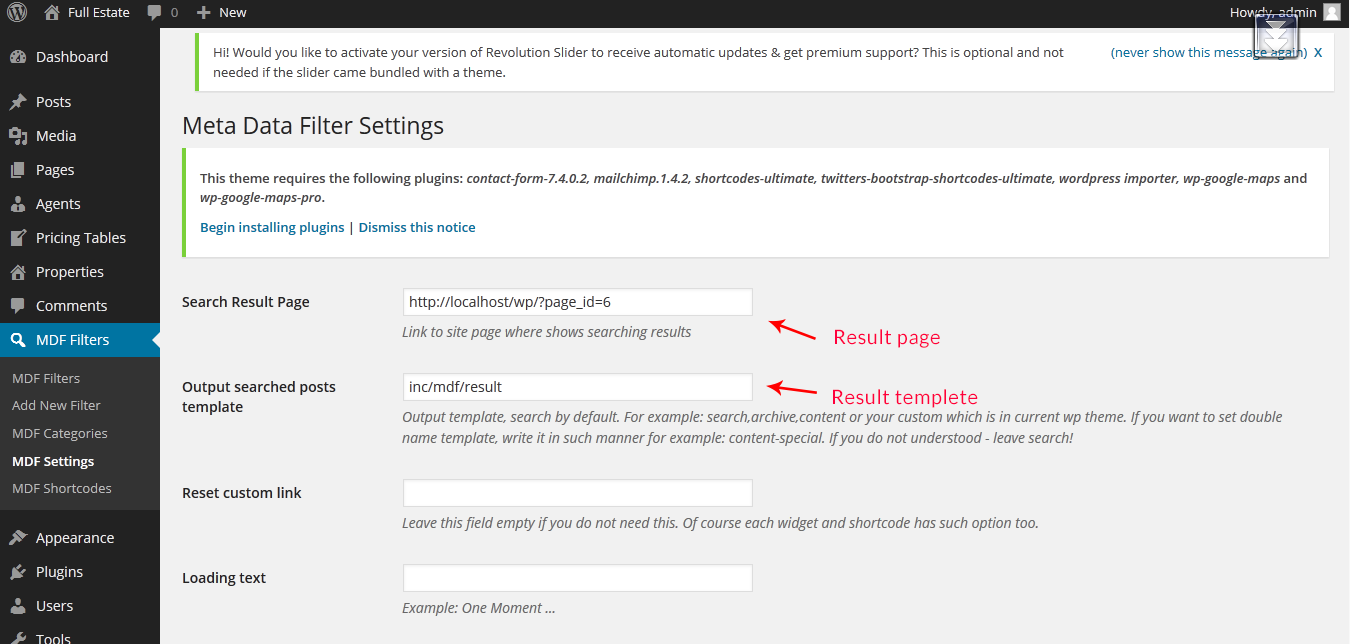 Full Estate 0 New Howdy, admin
Dashboard
Posts
Media
Pages
Agents
Pricing Tables
Properties
Comments
MDF Filters
MDF Filters
Add New Filter
MDF Categories
MDF Settings
MDF Shortcodes
Appearance
Plugins
Users
Tools
Hi! Would you like to activate your version of Revolution Slider to receive automatic updates & get premium support? This is optional and not
needed if the slider came bundled with a theme.
(never show this message again) X
Meta Data Filter Settings
This theme requires the following plugins: contact-form-7.4.0.2, mailchimp.1.4.2, shortcodes-ultimate, twitters-bootstrap-shortcodes-ultimate, wordpress importer, wp-google-maps and
wp-google-maps-pro.
Begin installing plugins | Dismiss this notice
Search Result Page
http://localhost/wp/?page_id=6
Link to site page where shows searching results
Result page
Output searched posts
template
inc/mdf/result
Result templete
Output template, search by default. For example: search,archive,content or your custom which is in current wp theme. If you want to set double
name template, write it in such manner for example: content-special. If you do not understood - leave search!
Reset custom link
Leave this field empty if you do not need this. Of course each widget and shortcode has such option too.
Loading text
Example: One Moment ...